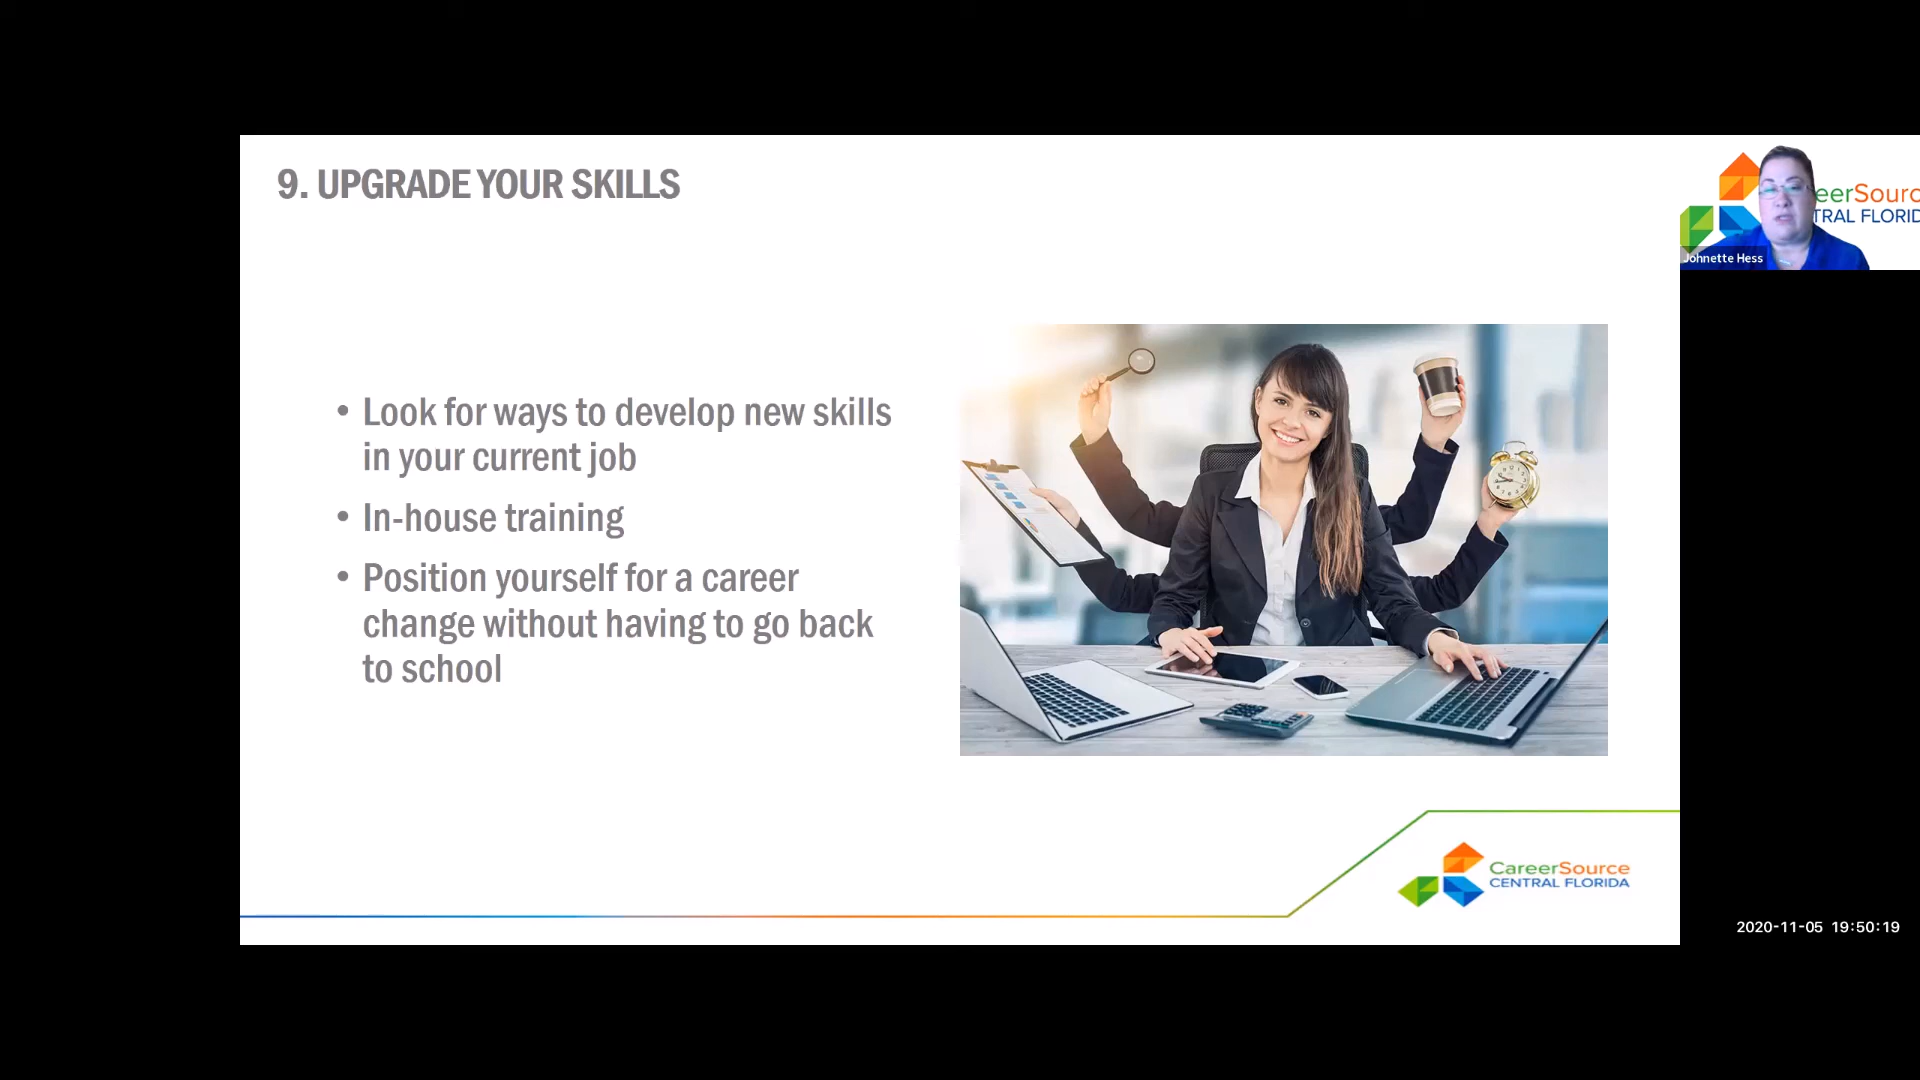 9. UPGRADE YOUR SKILLS
eerSourc
TRAL FLORID
Johnette Hess
• Look for ways to develop new skills
in your current job
• In-house training
• Position yourself for a career
change without having to go back
to school
CareerSource
CENTRAL FLORIDA
2020-11-05 19:50:19